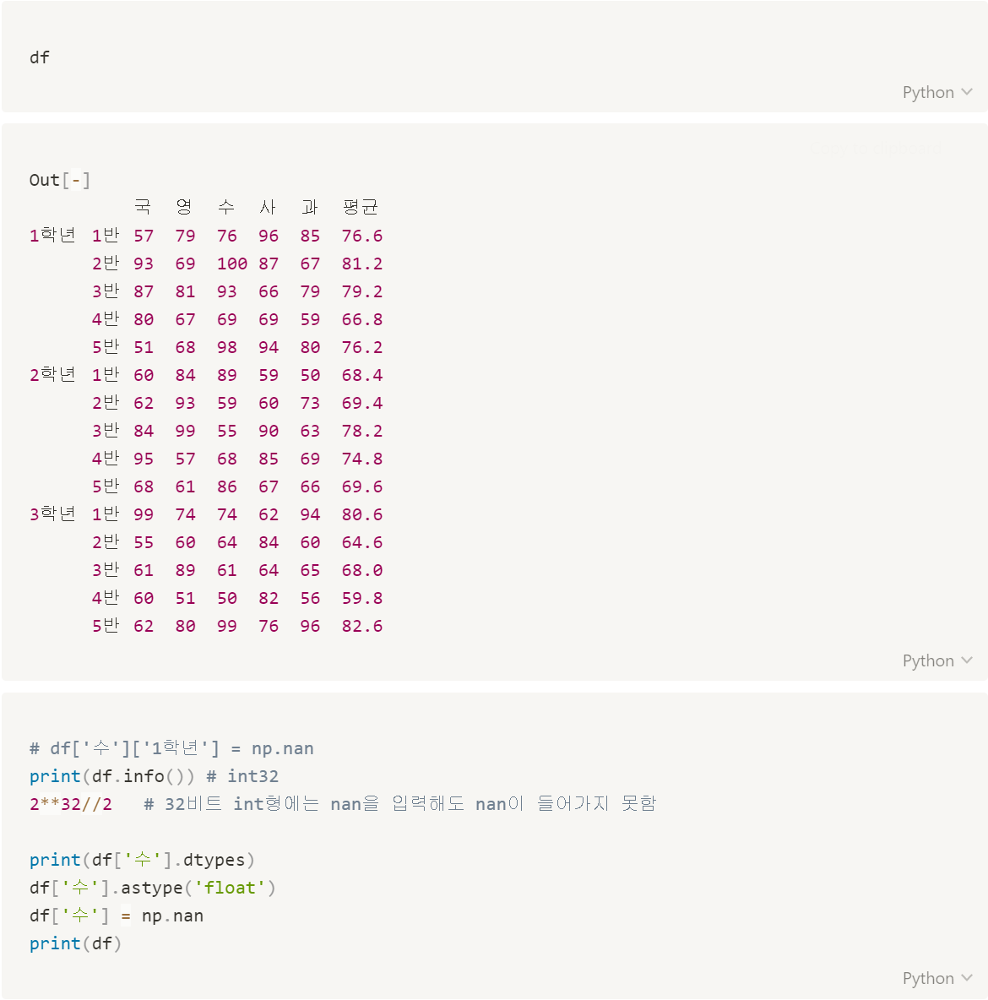 df
Python
Out[-]
국 영 수 사 과 평균
1학년 1반 57 79 76 96 85 76.6
2반 93 69 100 87 67 81.2
3반 87 81 93 66 79 79.2
4반 80 67 69 69 59 66.8
5반 51 68 98 94 80 76.2
2학년 1반 60 84 89 59 50 68.4
2반 62 93 59 60 73 69.4
3반 84 99 55 90 63 78.2
4반 95 57 68 85 69 74.8
5반 68 61 86 67 66 69.6
3학년 1반 99 74 74 62 94 80.6
2반 55 60 64 84 60 64.6
3반 61 89 61 64 65 68.0
4반 60 51 50 82 56 59.8
5반 62 80 99 76 96 82.6
Python
# df['수']['1학년'] = np.nan
print(df.info()) # int32
2**32//2 # 32비트 int형에는 nan을 입력해도 nan이 들어가지 못함
print(df['수'].dtypes)
df['수'].astype('float')
df['수'] = np.nan
print(df)
Python